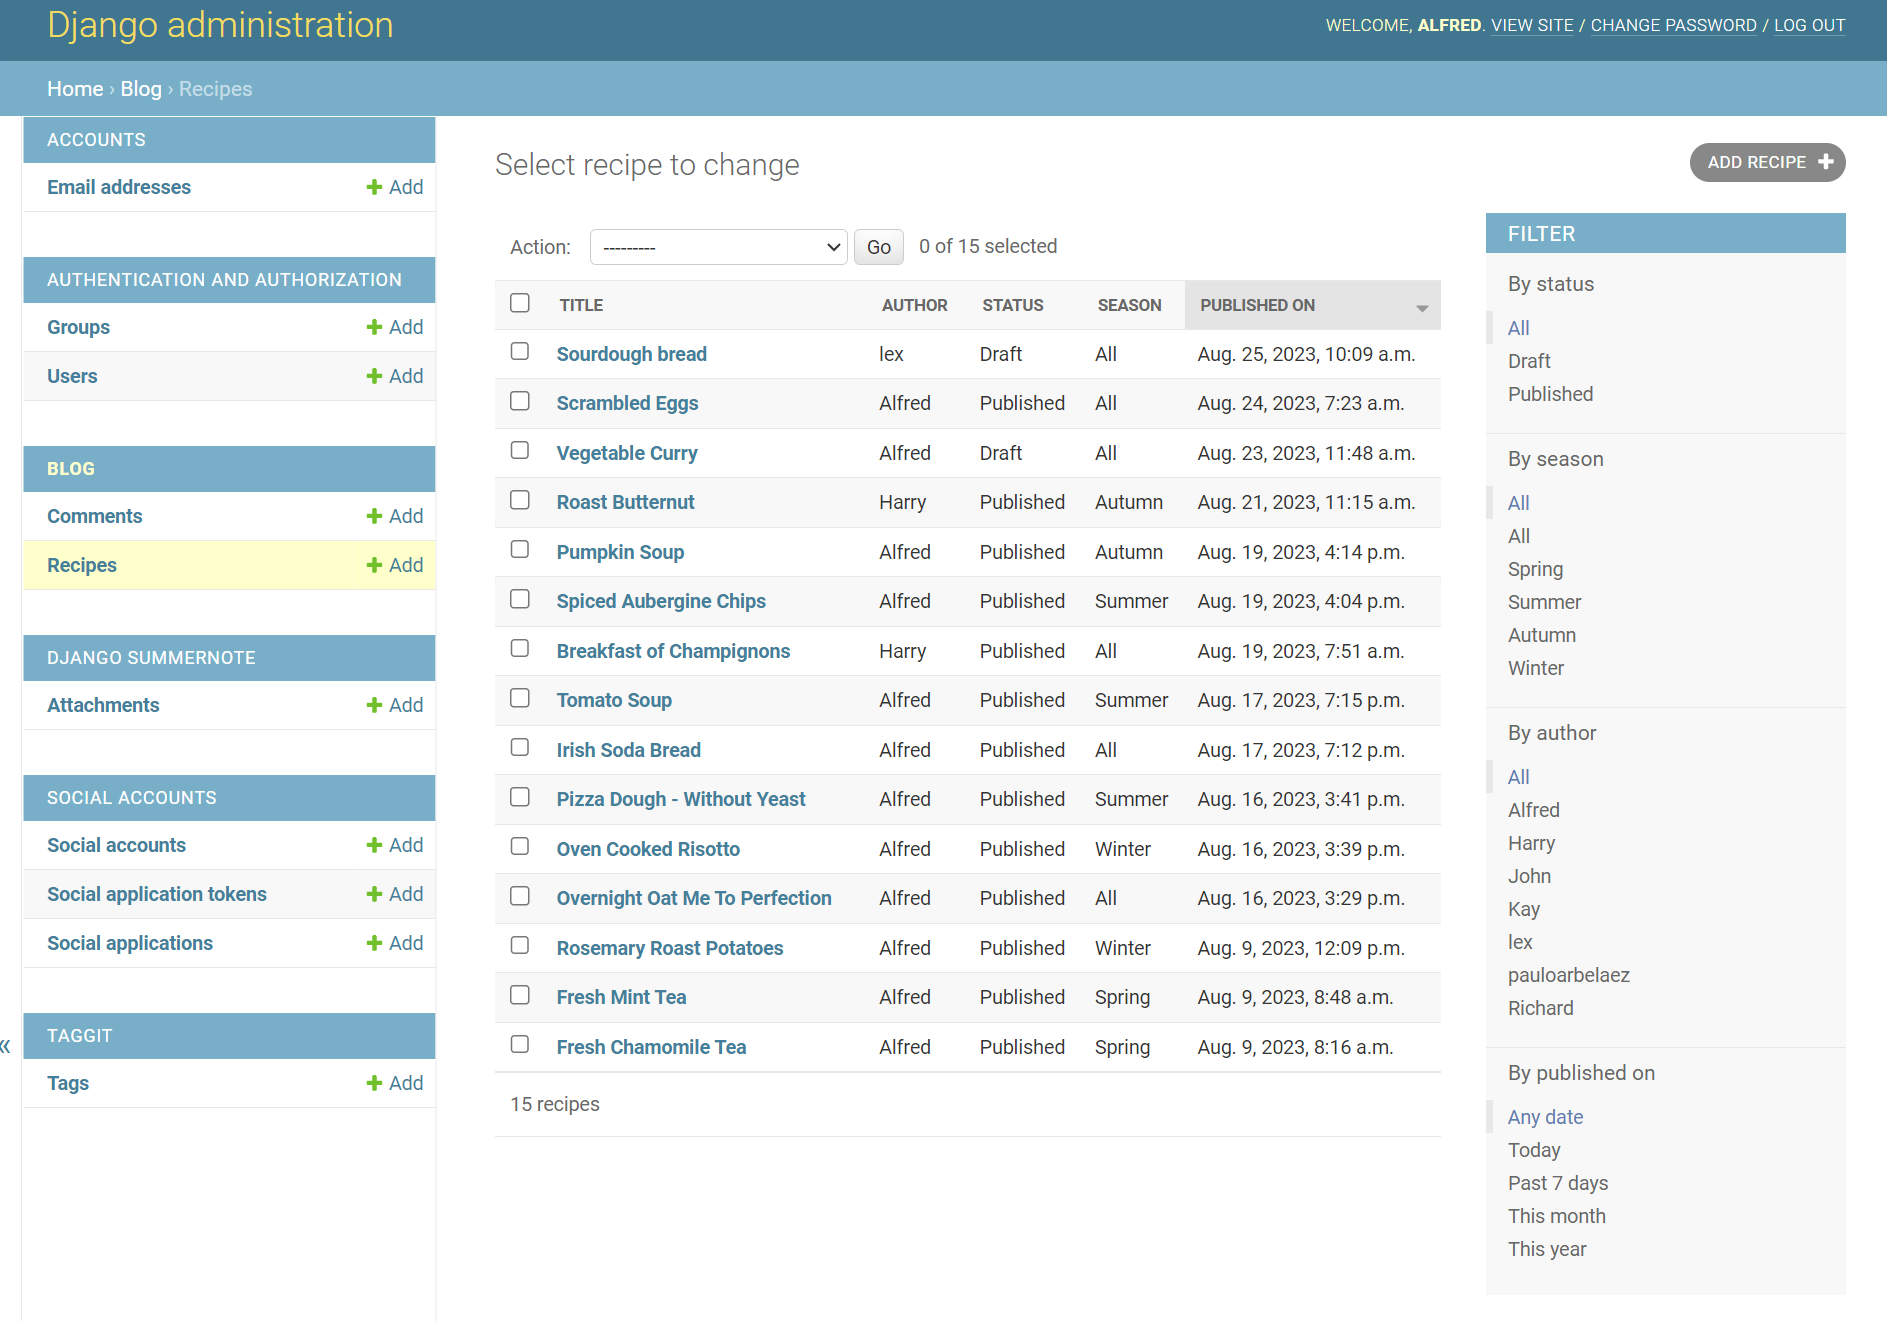 Django administration
WELCOME, ALFRED. VIEW SITE / CHANGE PASSWORD / LOG OUT
Home › Blog › Recipes
ACCOUNTS
Email addresses Add
AUTHENTICATION AND AUTHORIZATION
Groups Add
Users Add
BLOG
Comments Add
Recipes Add
DJANGO SUMMERNOTE
Attachments Add
SOCIAL ACCOUNTS
Social accounts Add
Social application tokens Add
Social applications Add
TAGGIT
Tags Add
«
Select recipe to change
ADD RECIPE
Action: --------- Go 0 of 15 selected
TITLE AUTHOR STATUS SEASON PUBLISHED ON
Sourdough bread lex Draft All Aug. 25, 2023, 10:09 a.m.
Scrambled Eggs Alfred Published All Aug. 24, 2023, 7:23 a.m.
Vegetable Curry Alfred Draft All Aug. 23, 2023, 11:48 a.m.
Roast Butternut Harry Published Autumn Aug. 21, 2023, 11:15 a.m.
Pumpkin Soup Alfred Published Autumn Aug. 19, 2023, 4:14 p.m.
Spiced Aubergine Chips Alfred Published Summer Aug. 19, 2023, 4:04 p.m.
Breakfast of Champignons Harry Published All Aug. 19, 2023, 7:51 a.m.
Tomato Soup Alfred Published Summer Aug. 17, 2023, 7:15 p.m.
Irish Soda Bread Alfred Published All Aug. 17, 2023, 7:12 p.m.
Pizza Dough - Without Yeast Alfred Published Summer Aug. 16, 2023, 3:41 p.m.
Oven Cooked Risotto Alfred Published Winter Aug. 16, 2023, 3:39 p.m.
Overnight Oat Me To Perfection Alfred Published All Aug. 16, 2023, 3:29 p.m.
Rosemary Roast Potatoes Alfred Published Winter Aug. 9, 2023, 12:09 p.m.
Fresh Mint Tea Alfred Published Spring Aug. 9, 2023, 8:48 a.m.
Fresh Chamomile Tea Alfred Published Spring Aug. 9, 2023, 8:16 a.m.
15 recipes
FILTER
By status
All
Draft
Published
By season
All
All
Spring
Summer
Autumn
Winter
By author
All
Alfred
Harry
John
Kay
lex
pauloarbelaez
Richard
By published on
Any date
Today
Past 7 days
This month
This year